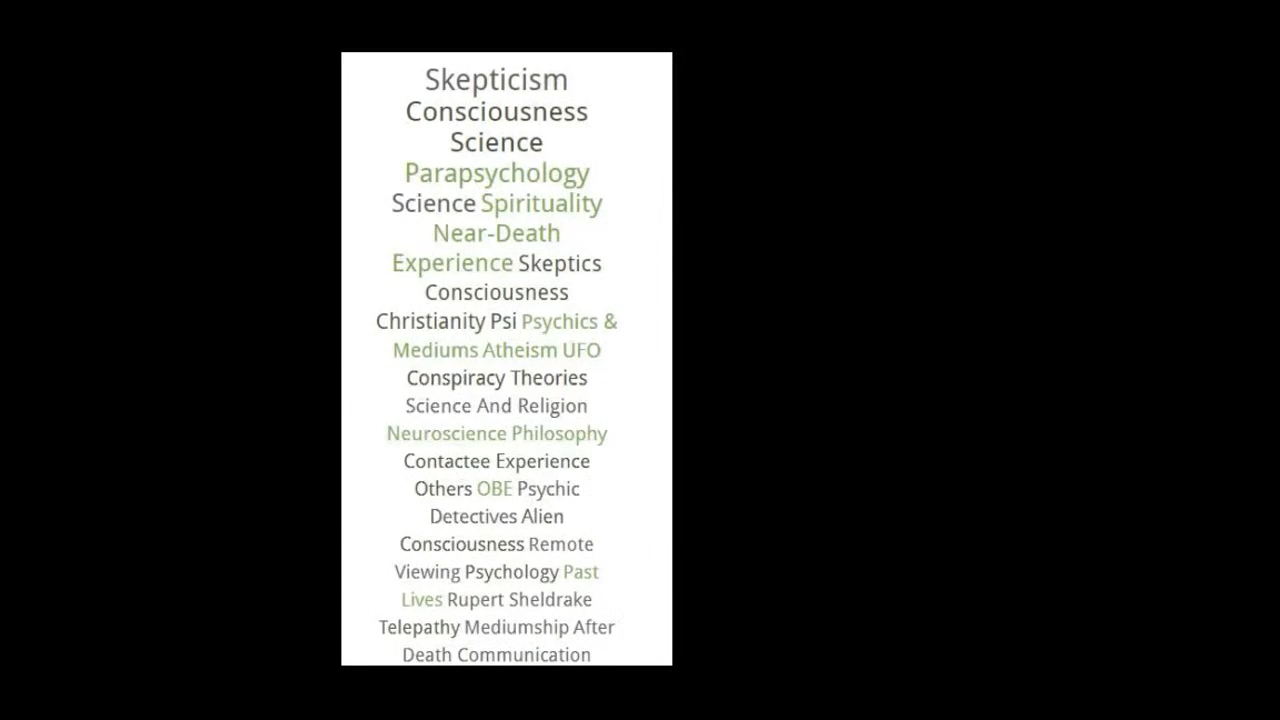 Skepticism
Consciousness
Science
Parapsychology
Science Spirituality
Near-Death
Experience Skeptics
Consciousness
Christianity Psi Psychics &
Mediums Atheism UFO
Conspiracy Theories
Science And Religion
Neuroscience Philosophy
Contactee Experience
Others OBE Psychic
Detectives Alien
Consciousness Remote
Viewing Psychology Past
Lives Rupert Sheldrake
Telepathy Mediumship After
Death Communication